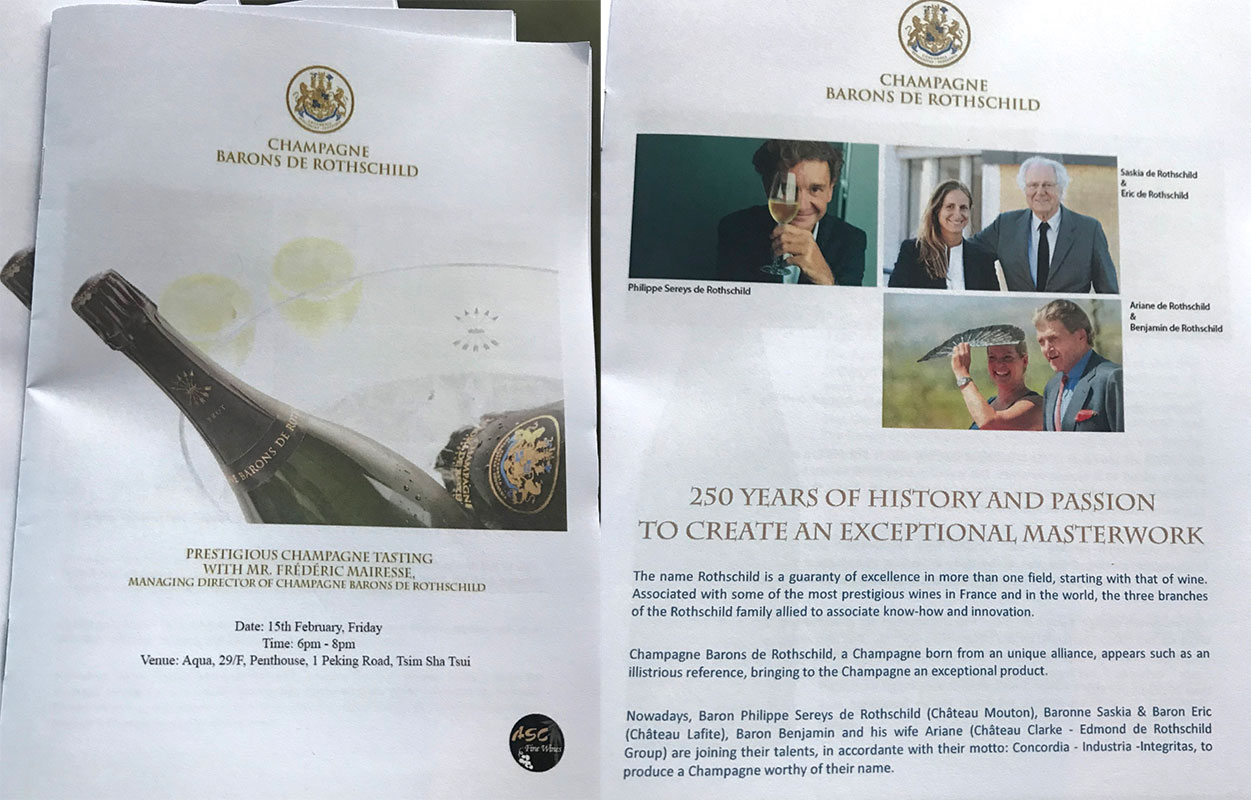 CHAMPAGNE
BARONS DE ROTHSCHILD
BRUT
BARONS DE RO
PRESTIGIOUS CHAMPAGNE TASTING
WITH MR. FRÉDÉRIC MAIRESSE,
MANAGING DIRECTOR OF CHAMPAGNE BARONS DE ROTHSCHILD
Date: 15th February, Friday
Time: 6pm - 8pm
Venue: Aqua, 29/F, Penthouse, 1 Peking Road, Tsim Sha Tsui
ASC
Fine Wines
CHAMPAGNE
BARONS DE ROTHSCHILD
Saskia de Rothschild
&
Eric de Rothschild
Philippe Sereys de Rothschild
Ariane de Rothschild
&
Benjamin de Rothschild
250 YEARS OF HISTORY AND PASSION
TO CREATE AN EXCEPTIONAL MASTERWORK
The name Rothschild is a guaranty of excellence in more than one field, starting with that of wine.
Associated with some of the most prestigious wines in France and in the world, the three branches
of the Rothschild family allied to associate know-how and innovation.
Champagne Barons de Rothschild, a Champagne born from an unique alliance, appears such as an
illistrious reference, bringing to the Champagne an exceptional product.
Nowadays, Baron Philippe Sereys de Rothschild (Château Mouton), Baronne Saskia & Baron Eric
(Château Lafite), Baron Benjamin and his wife Ariane (Château Clarke - Edmond de Rothschild
Group) are joining their talents, in accordante with their motto: Concordia - Industria -Integritas, to
produce a Champagne worthy of their name.